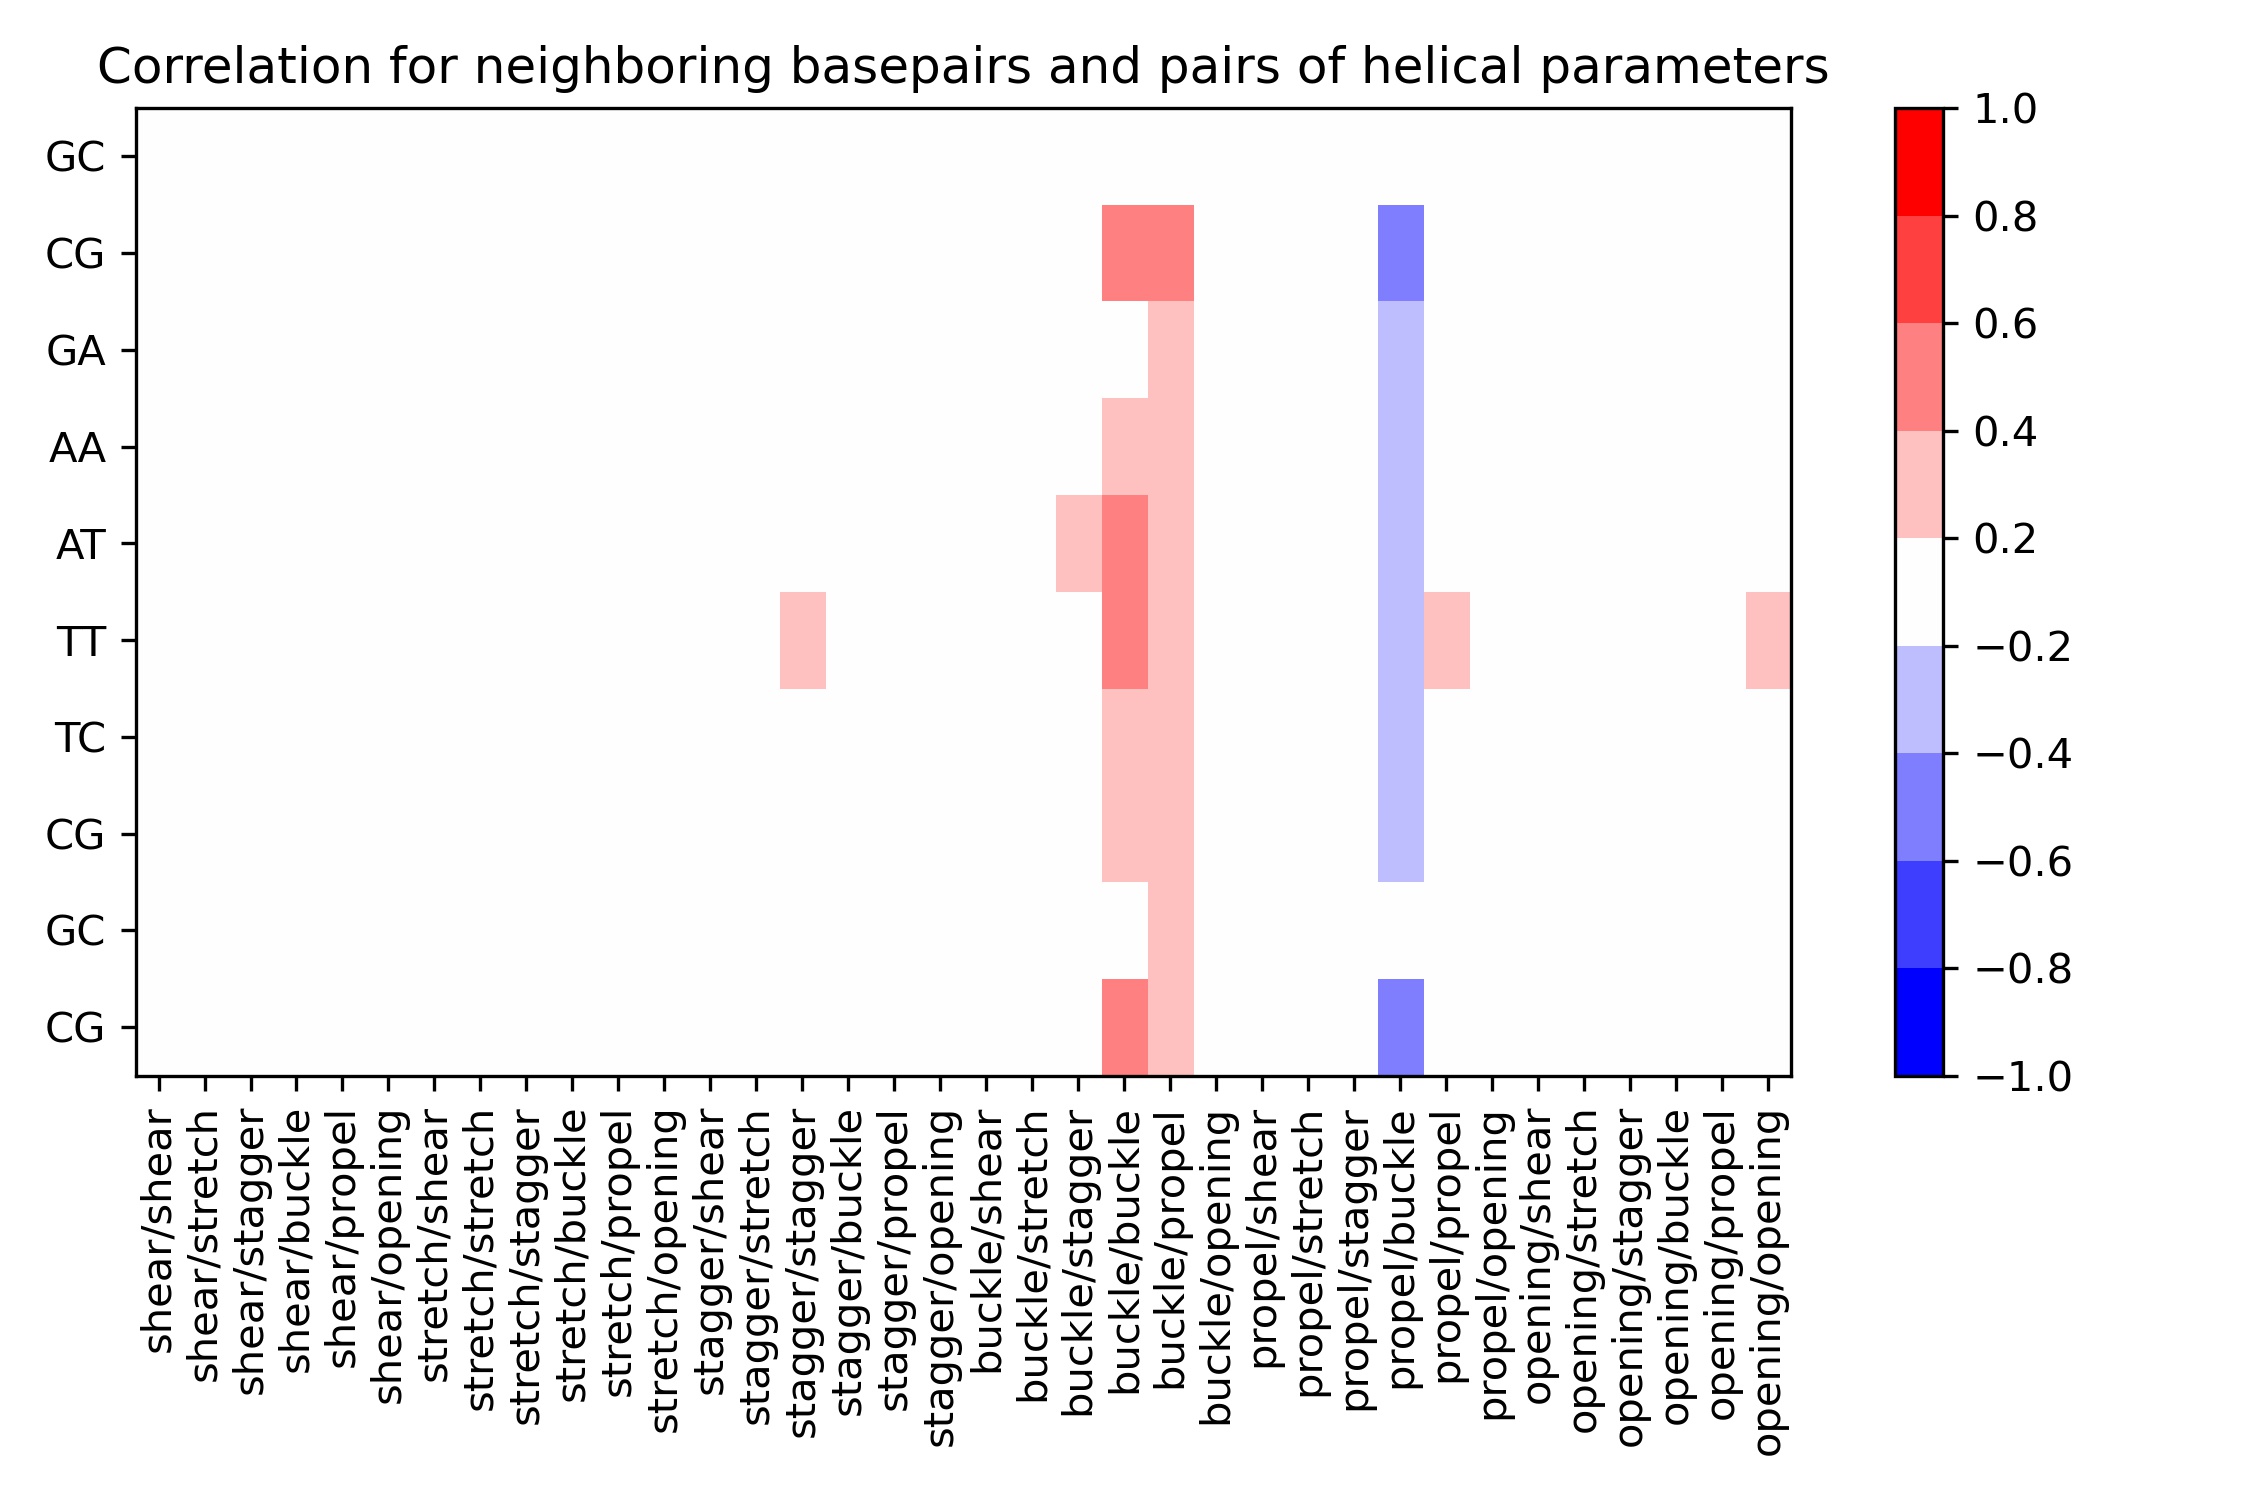 Correlation for neighboring basepairs and pairs of helical parameters
GC
CG
GA
AA
AT
TT
TC
CG
GC
CG
shear/shear
shear/stretch
shear/stagger
shear/buckle
shear/propel
shear/opening
stretch/shear
stretch/stretch
stretch/stagger
stretch/buckle
stretch/propel
stretch/opening
stagger/shear
stagger/stretch
stagger/stagger
stagger/buckle
stagger/propel
stagger/opening
buckle/shear
buckle/stretch
buckle/stagger
buckle/buckle
buckle/propel
buckle/opening
propel/shear
propel/stretch
propel/stagger
propel/buckle
propel/propel
propel/opening
opening/shear
opening/stretch
opening/stagger
opening/buckle
opening/propel
opening/opening
1.0
0.8
0.6
0.4
0.2
−0.2
−0.4
−0.6
−0.8
−1.0